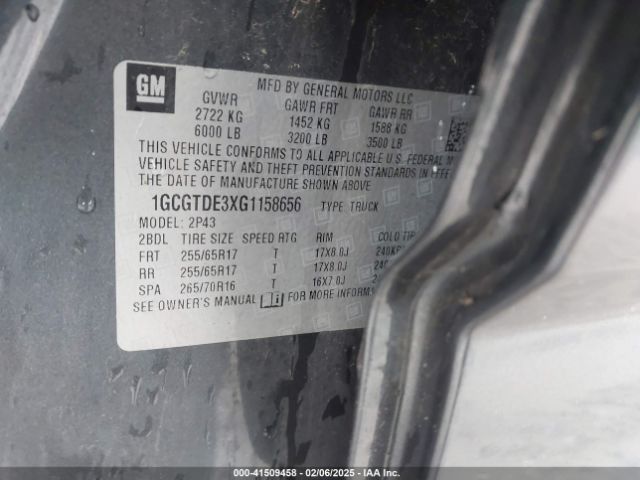 GM
MFD BY GENERAL MOTORS LLC
GVWR GAWR FRT GAWR RR
2722 KG 1452 KG 1588 KG
6000 LB 3200 LB 3500 LB
THIS VEHICLE CONFORMS TO ALL APPLICABLE U.S. FEDERAL
VEHICLE SAFETY AND THEFT PREVENTION STANDARDS IN EFFECT
THE DATE OF MANUFACTURE SHOWN ABOVE
1GCGTDE3XG1158656 TYPE: TRUCK
MODEL: 2P43
2BDL TIRE SIZE SPEED RTG RIM COLD
FRT 255/65R17 T 17X8.0J
RR 255/65R17 T 17X8.0J
SPA 265/70R16 T 16X7.0J
SEE OWNER'S MANUAL FOR MORE
000-41509458 - 02/06/2025 - IAA Inc.